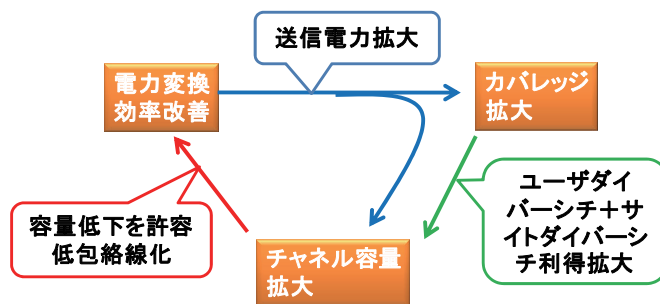 送信電力拡大
電力変換
効率改善
カバレッジ
拡大
容量低下を許容
低包絡線化
ユーザダイ
バーシチ＋サ
イトダイバーシ
チ利得拡大
チャネル容量
拡大